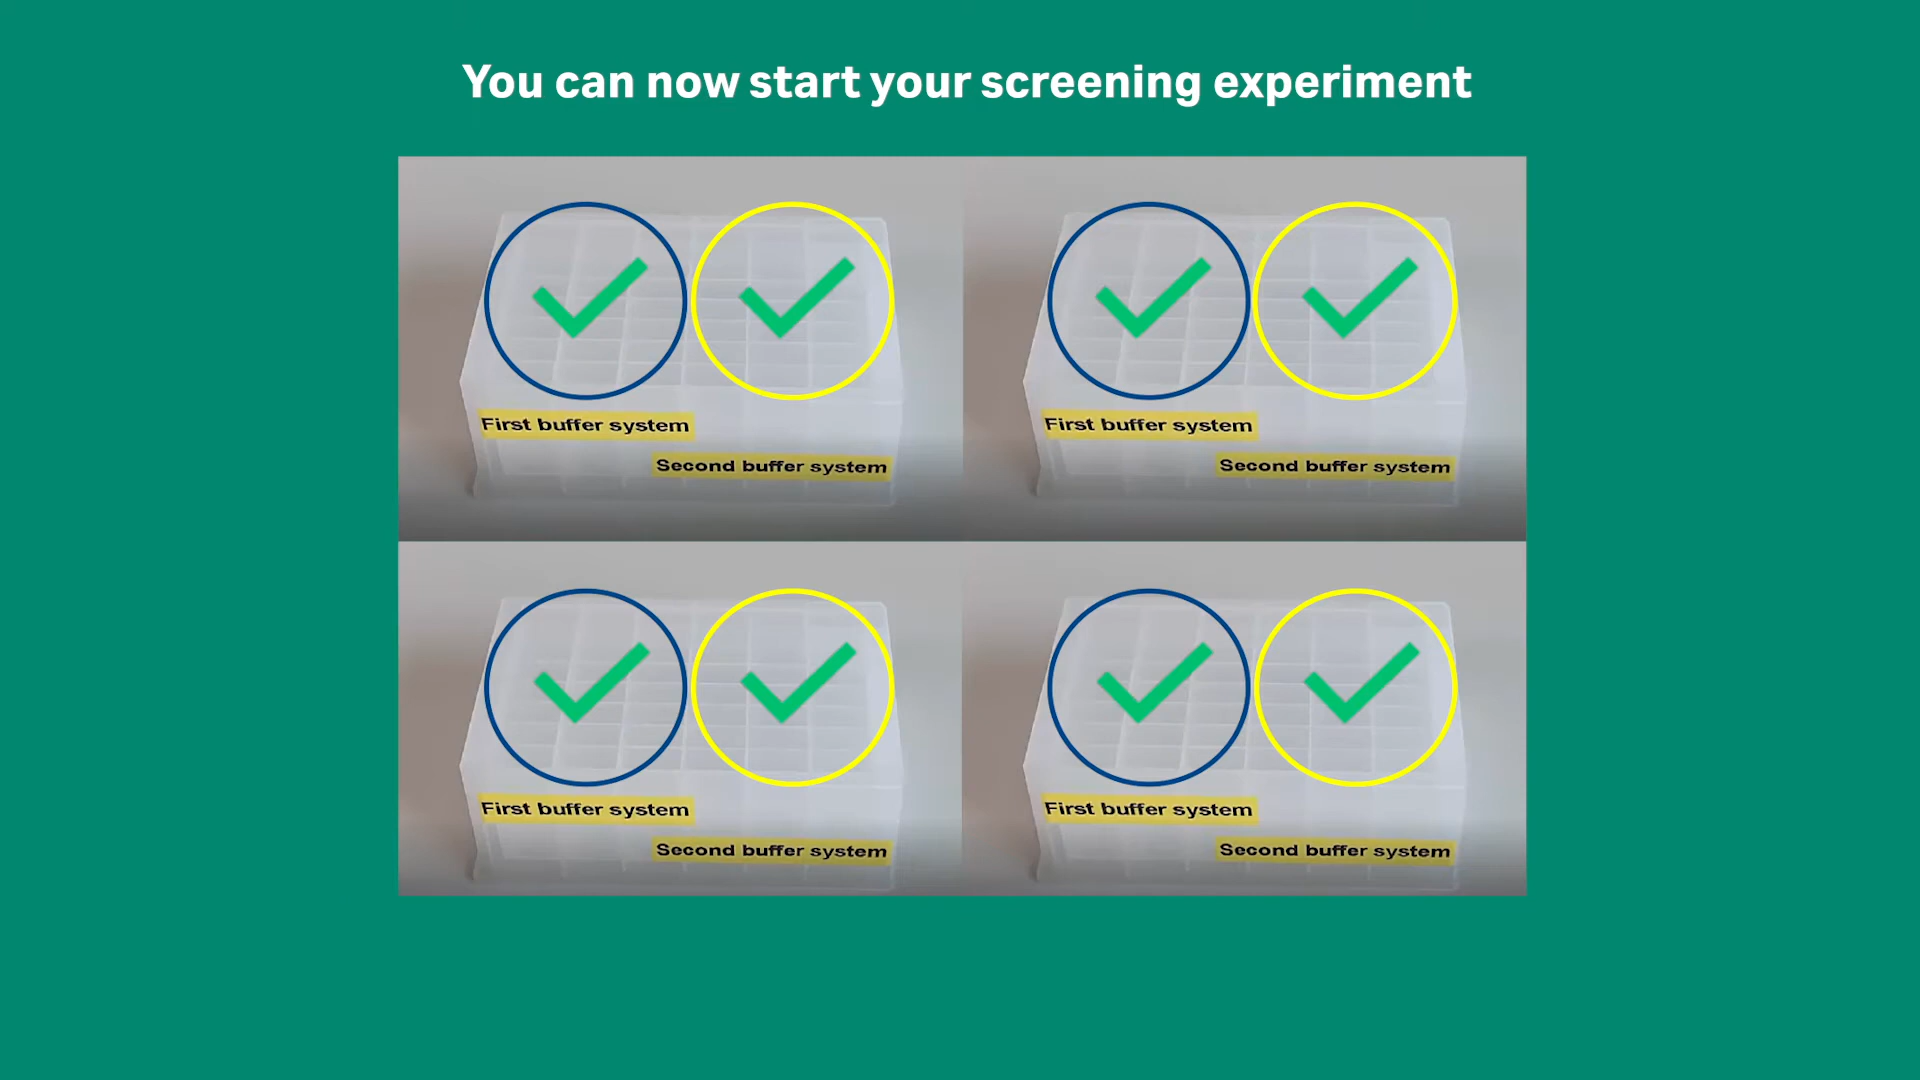 You can now start your screening experiment
First buffer system
Second buffer system
First buffer system
Second buffer system
First buffer system
Second buffer system
First buffer system
Second buffer system